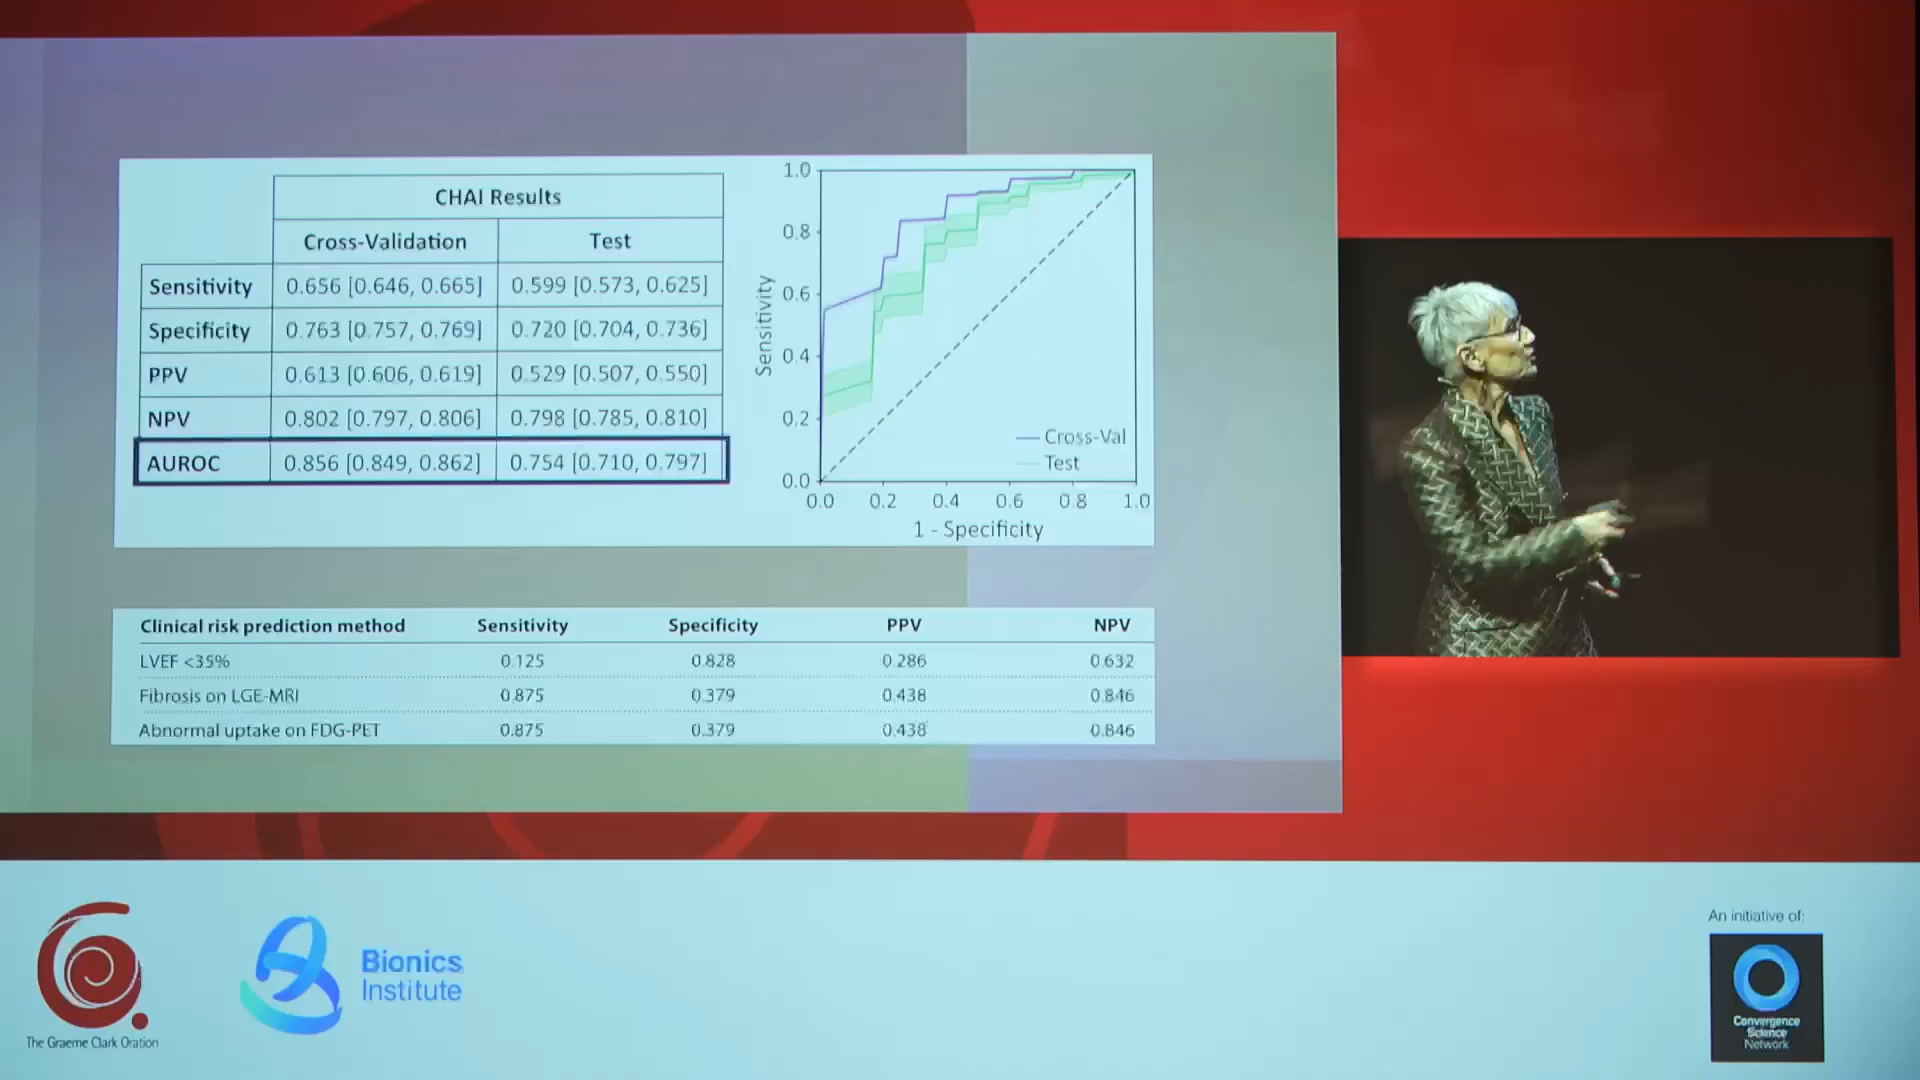 CHAI Results
Cross-Validation Test
Sensitivity 0.656 [0.646, 0.665] 0.599 [0.573, 0.625]
Specificity 0.763 [0.757, 0.769] 0.720 [0.704, 0.736]
PPV 0.613 [0.606, 0.619] 0.529 [0.507, 0.550]
NPV 0.802 [0.797, 0.806] 0.798 [0.785, 0.810]
AUROC 0.856 [0.849, 0.862] 0.754 [0.710, 0.797]
Sensitivity
1.0
0.8
0.6
0.4
0.2
0.0
Cross-Val
Test
0.0 0.2 0.4 0.6 0.8 1.0
1 - Specificity
Clinical risk prediction method Sensitivity Specificity PPV NPV
LVEF <35% 0.125 0.828 0.286 0.632
Fibrosis on LGE-MRI 0.875 0.379 0.438 0.846
Abnormal uptake on FDG-PET 0.875 0.379 0.438 0.846
The Graeme Clark Oration
Bionics
Institute
An initiative of:
Convergence
Science
Network